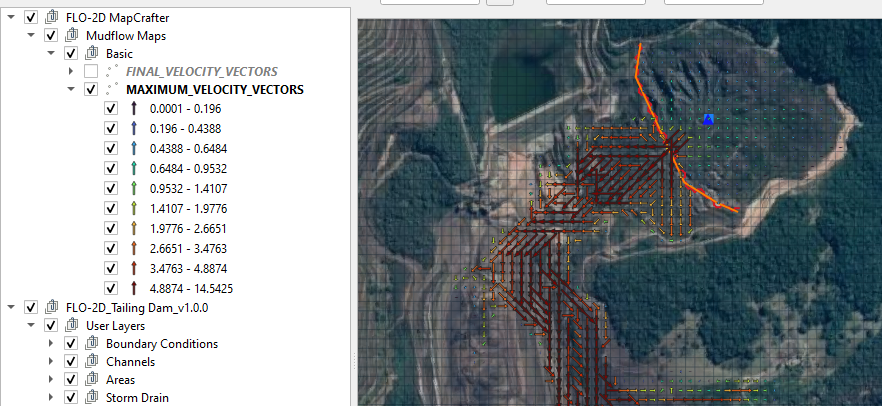 FLO-2D MapCrafter
Mudflow Maps
Basic
FINAL_VELOCITY_VECTORS
MAXIMUM_VELOCITY_VECTORS
0.0001 - 0.196
0.196 - 0.4388
0.4388 - 0.6484
0.6484 - 0.9532
0.9532 - 1.4107
1.4107 - 1.9776
1.9776 - 2.6651
2.6651 - 3.4763
3.4763 - 4.8874
4.8874 - 14.5425
FLO-2D_Tailing Dam_v1.0.0
User Layers
Boundary Conditions
Channels
Areas
Storm Drain